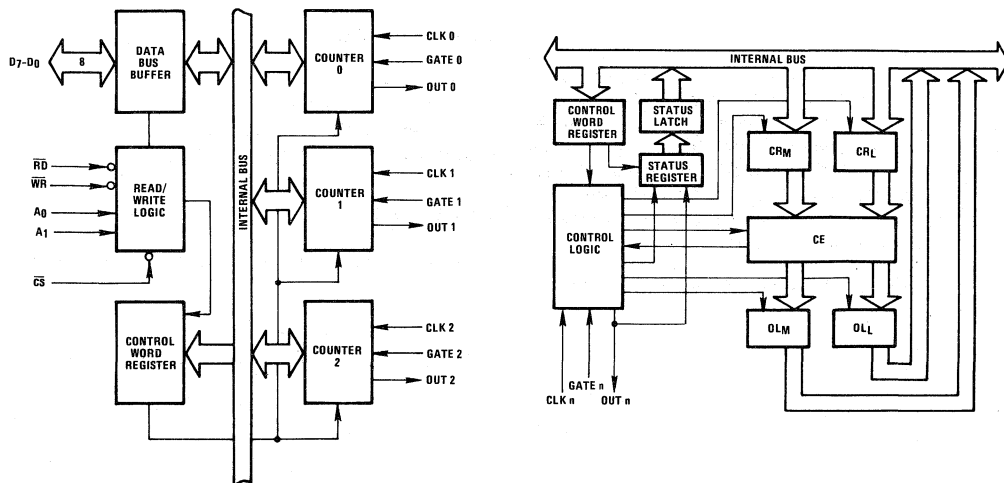 D7-D0
8
DATA
BUS
BUFFER
RD
WR
A0
A1
CS
READ/
WRITE
LOGIC
CONTROL
WORD
REGISTER
INTERNAL BUS
COUNTER
0
CLK 0
GATE 0
OUT 0
COUNTER
1
CLK 1
GATE 1
OUT 1
COUNTER
2
CLK 2
GATE 2
OUT 2
INTERNAL BUS
CONTROL
WORD
REGISTER
STATUS
LATCH
STATUS
REGISTER
CRM
CRL
CONTROL
LOGIC
CE
OLM
OLL
GATE n
CLK n
OUT n